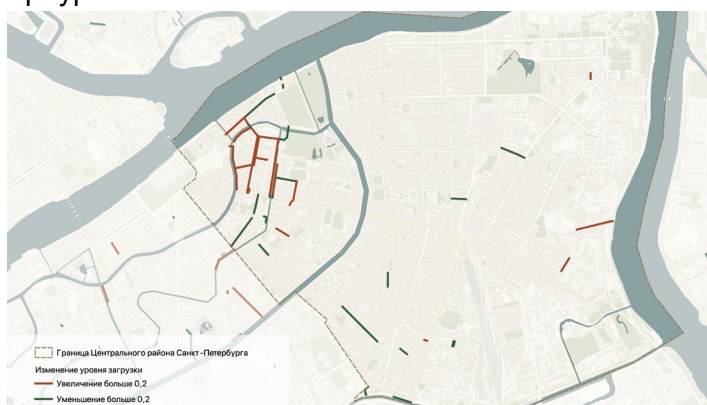 Граница Центрального района Санкт-Петербурга
Изменение уровня загрузки
Увеличение больше 0,2
Уменьшение больше 0,2